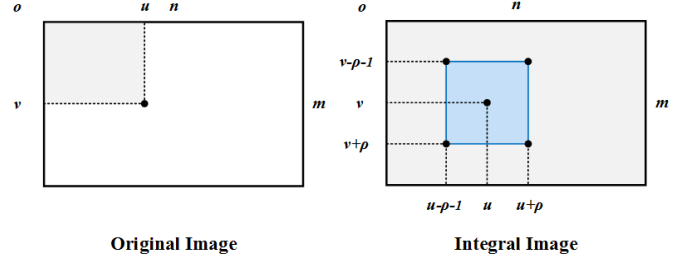 o u n
v
m
Original Image
o n
v-ρ-1
v
m
v+ρ
u-ρ-1 u u+ρ
Integral Image